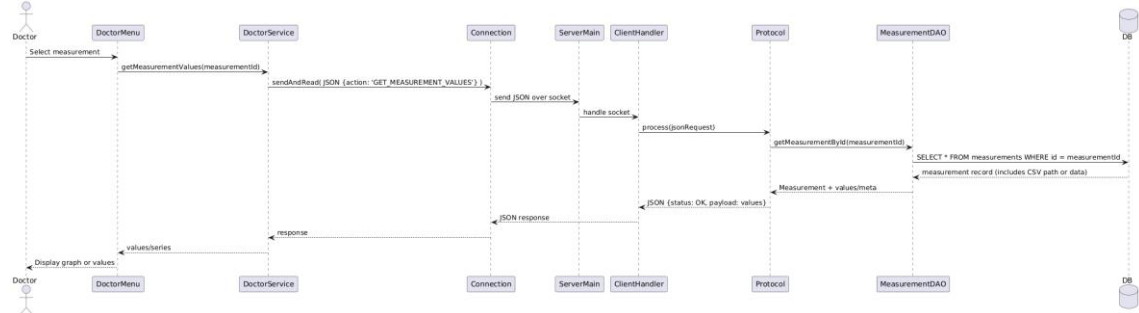 Doctor
DoctorMenu
DoctorService
Connection
ServerMain
ClientHandler
Protocol
MeasurementDAO
DB
Select measurement
getMeasurementValues(measurementId)
sendAndRead( JSON {action: 'GET_MEASUREMENT_VALUES'} )
send JSON over socket
handle socket
process(jsonRequest)
getMeasurementById(measurementId)
SELECT * FROM measurements WHERE id = measurementId
measurement record (includes CSV path or data)
Measurement + values/meta
JSON {status: OK, payload: values}
JSON response
response
values/series
Display graph or values
Doctor
DoctorMenu
DoctorService
Connection
ServerMain
ClientHandler
Protocol
MeasurementDAO
DB